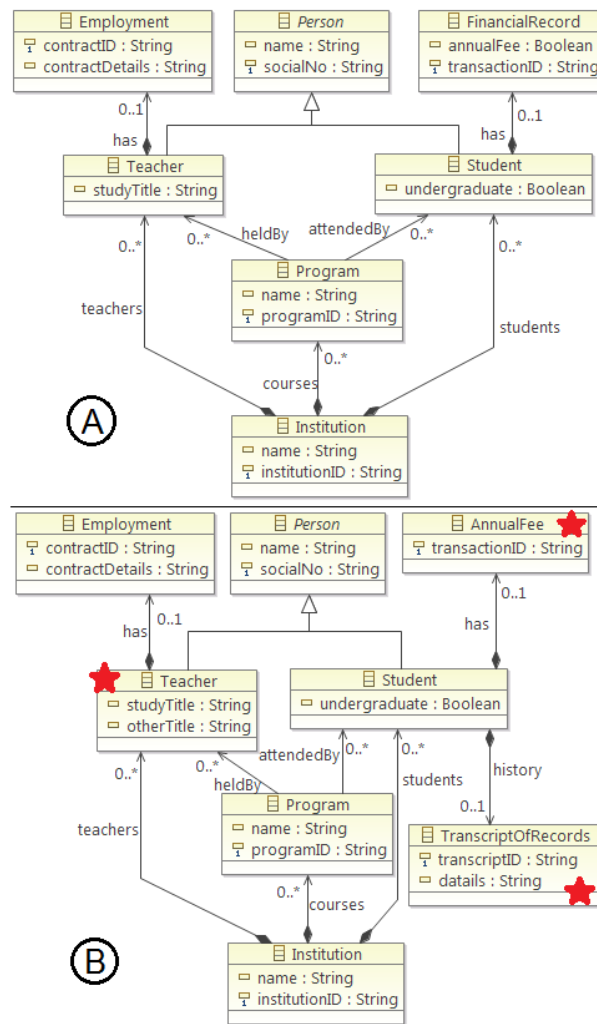 Employment
contractID : String
contractDetails : String
Person
name : String
socialNo : String
FinancialRecord
annualFee : Boolean
transactionID : String
0..1
has
0..1
has
Teacher
studyTitle : String
Student
undergraduate : Boolean
0..*
0..*
heldBy
attendedBy
0..*
0..*
Program
name : String
programID : String
teachers
students
0..*
courses
A
Institution
name : String
institutionID : String
Employment
contractID : String
contractDetails : String
Person
name : String
socialNo : String
AnnualFee
transactionID : String
0..1
has
0..1
has
Teacher
studyTitle : String
otherTitle : String
Student
undergraduate : Boolean
0..*
0..*
heldBy
attendedBy
0..*
0..*
students
history
0..1
teachers
Program
name : String
programID : String
TranscriptOfRecords
transcriptID : String
datails : String
0..*
courses
B
Institution
name : String
institutionID : String